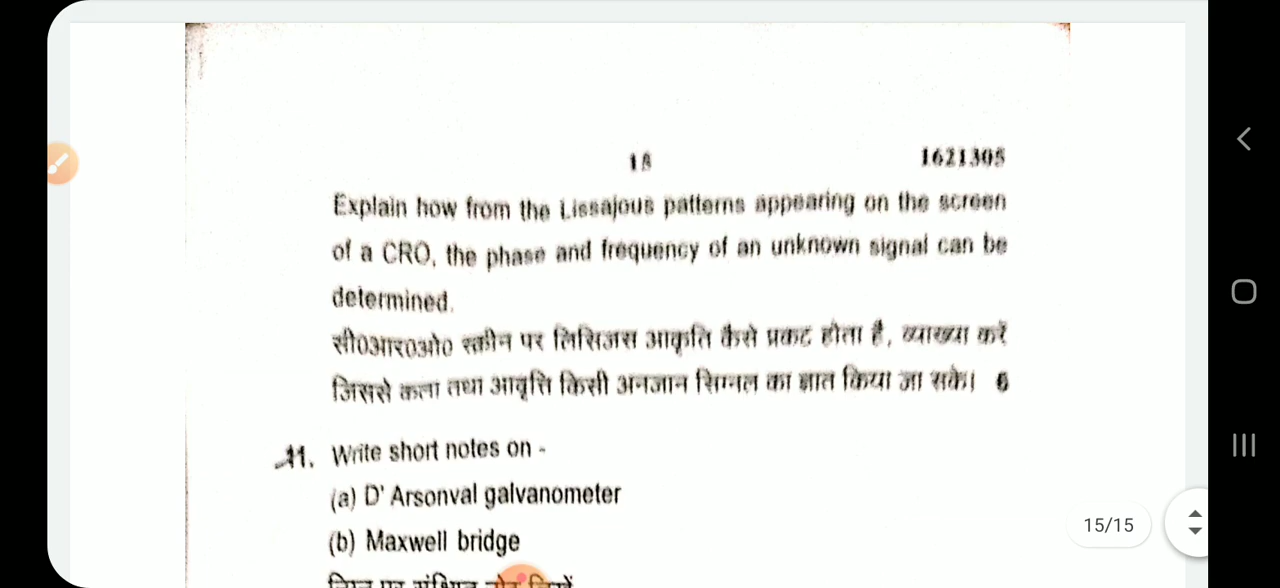 1621305
Explain how from the Lissajous patterns appearing on the screen
of a CRO, the phase and frequency of an unknown signal can be
determined.
सी०आर०ओ० स्क्रीन पर लिसिजस आकृति कैसे प्रकट होता है, व्याख्या करें
जिससे कला तथा आवृत्ति किसी अनजान सिग्नल का ज्ञात किया जा सके। 6
11. Write short notes on -
(a) D' Arsonval galvanometer
(b) Maxwell bridge
15/15